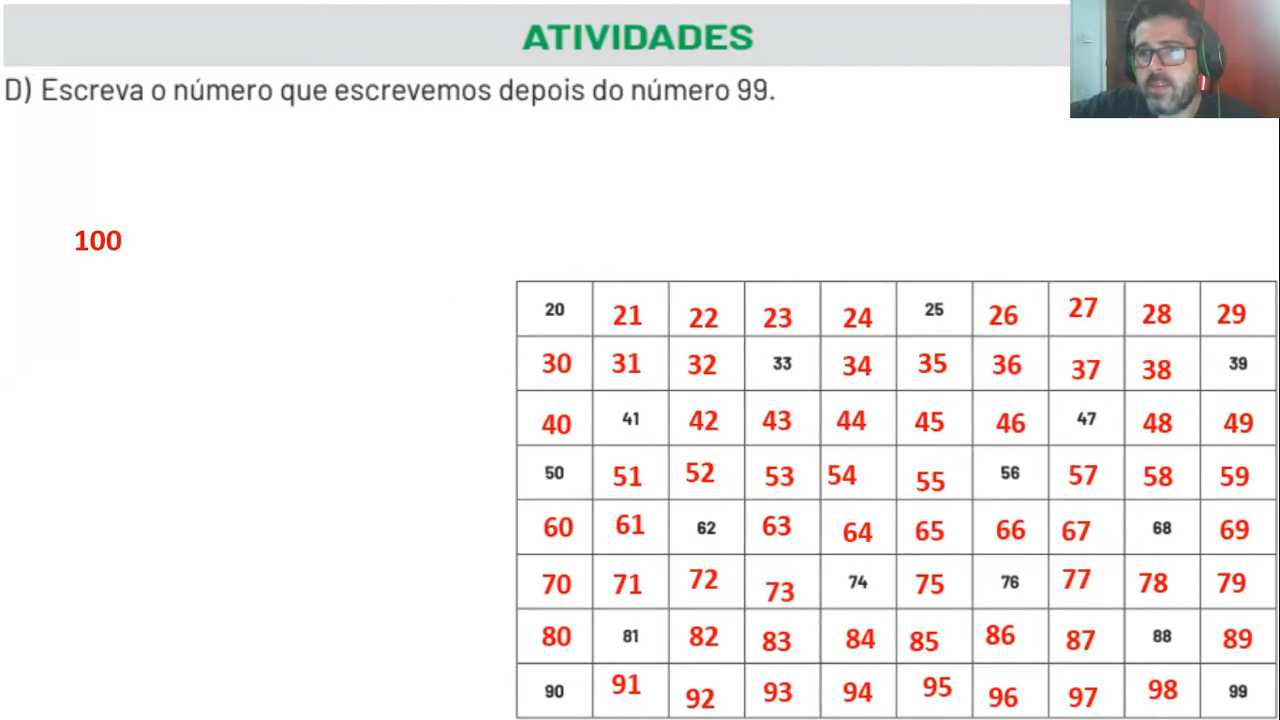 ATIVIDADES
D) Escreva o número que escrevemos depois do número 99.
100
20 21 22 23 24 25 26 27 28 29
30 31 32 33 34 35 36 37 38 39
40 41 42 43 44 45 46 47 48 49
50 51 52 53 54 55 56 57 58 59
60 61 62 63 64 65 66 67 68 69
70 71 72 73 74 75 76 77 78 79
80 81 82 83 84 85 86 87 88 89
90 91 92 93 94 95 96 97 98 99